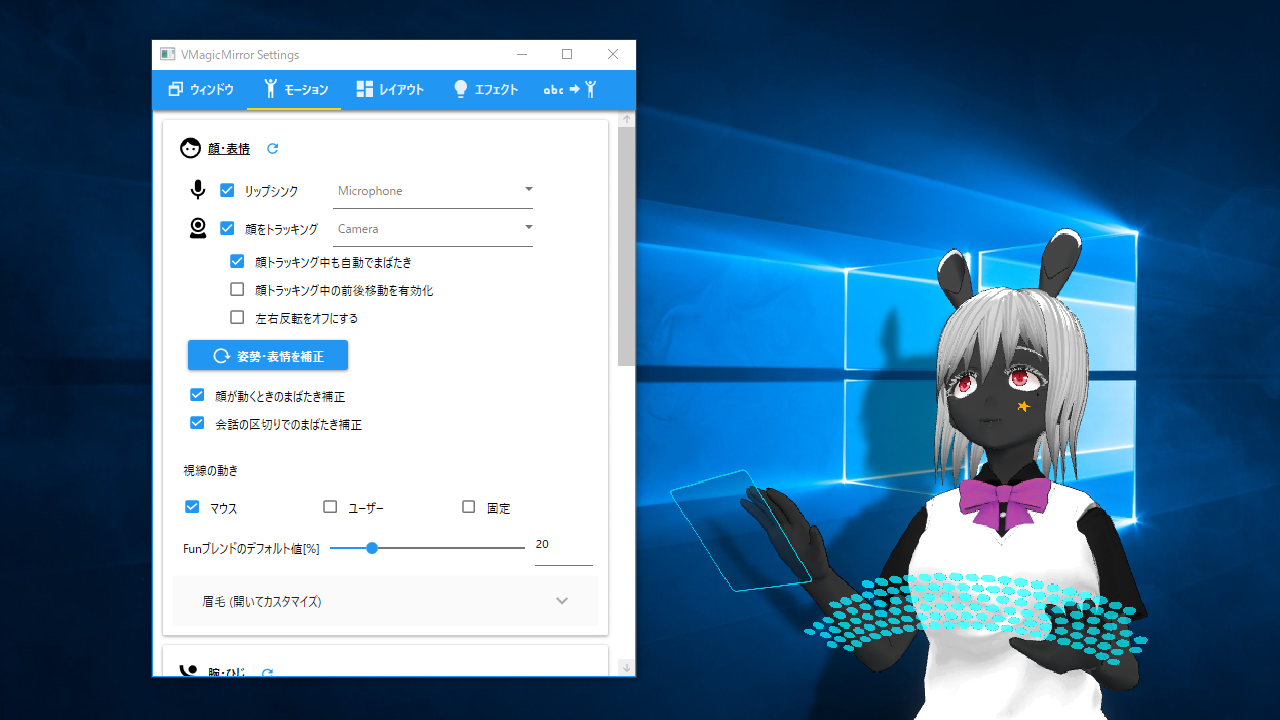 VMagicMirror Settings
ウィンドウ モーション レイアウト エフェクト abc
顔・表情
リップシンク Microphone
顔をトラッキング Camera
顔トラッキング中も自動でまばたき
顔トラッキング中の前後移動を有効化
左右反転をオフにする
姿勢・表情を補正
顔が動くときのまばたき補正
会話の区切りでのまばたき補正
視線の動き
マウス ユーザー 固定
Funブレンドのデフォルト値[%] 20
眉毛 (開いてカスタマイズ)
腕・ひじ